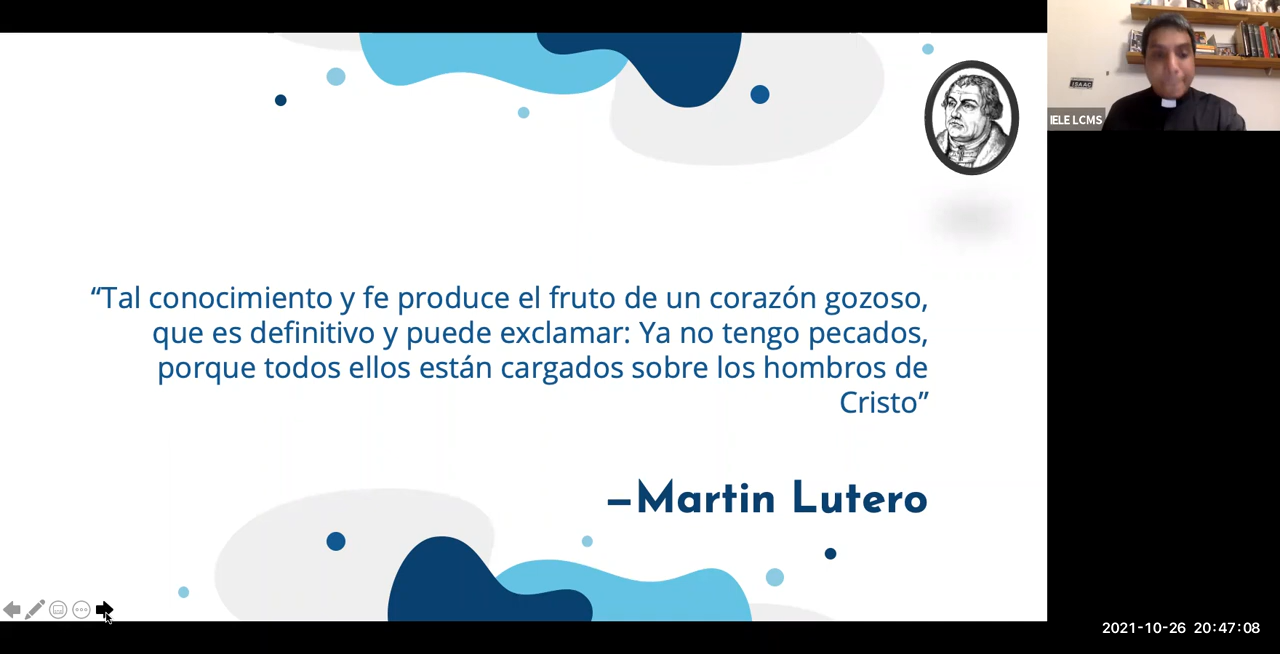 “Tal conocimiento y fe produce el fruto de un corazón gozoso,
que es definitivo y puede exclamar: Ya no tengo pecados,
porque todos ellos están cargados sobre los hombros de
Cristo”
—Martin Lutero
ISAAC
IELE LCMS
2021-10-26 20:47:08